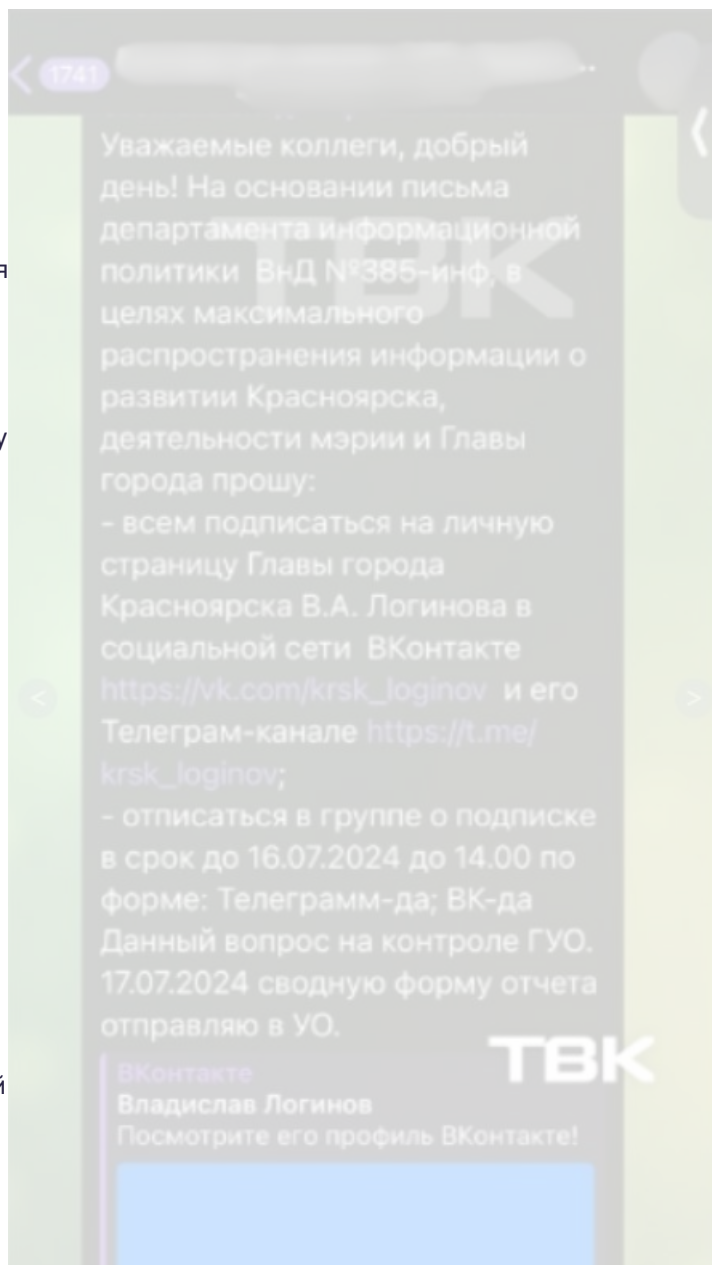 1741
..
Уважаемые коллеги, добрый
день! На основании письма
департамента информационной
политики ВнД №385-инф, в
целях максимального
распространения информации о
развитии Красноярска,
деятельности мэрии и Главы
города прошу:
- всем подписаться на личную
страницу Главы города
Красноярска В.А. Логинова в
социальной сети ВКонтакте
https://vk.com/krsk_loginov и его
Телеграм-канале https://t.me/
krsk_loginov;
- отписаться в группе о подписке
в срок до 16.07.2024 до 14.00 по
форме: Телеграмм-да; ВК-да
Данный вопрос на контроле ГУО.
17.07.2024 сводную форму отчета
отправляю в УО.
ТВК
ВКонтакте
Владислав Логинов
Посмотрите его профиль ВКонтакте!
ТВК
я
у
й